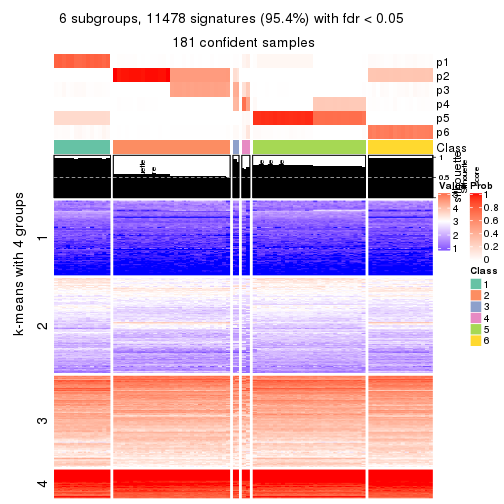 6 subgroups, 11478 signatures (95.4%) with fdr < 0.05
181 confident samples
p1
p2
p3
p4
p5
p6
Class
1
0.5
Silhouette
score
Value
4
3
2
1
Prob
1
0.8
0.6
0.4
0.2
0
Class
1
2
3
4
5
6
k-means with 4 groups
1
2
3
4